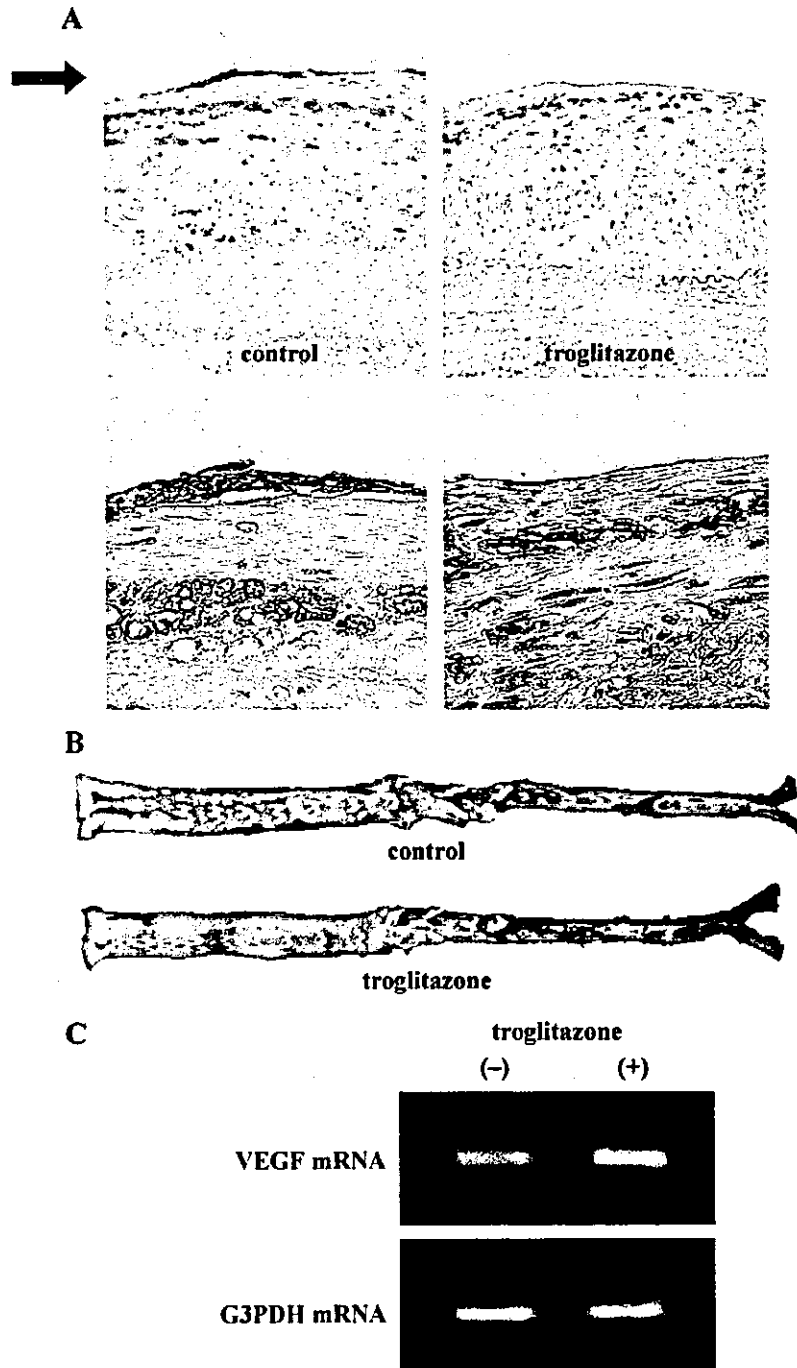 A
control
troglitazone
B
control
troglitazone
C
troglitazone
(–)
(+)
VEGF mRNA
G3PDH mRNA